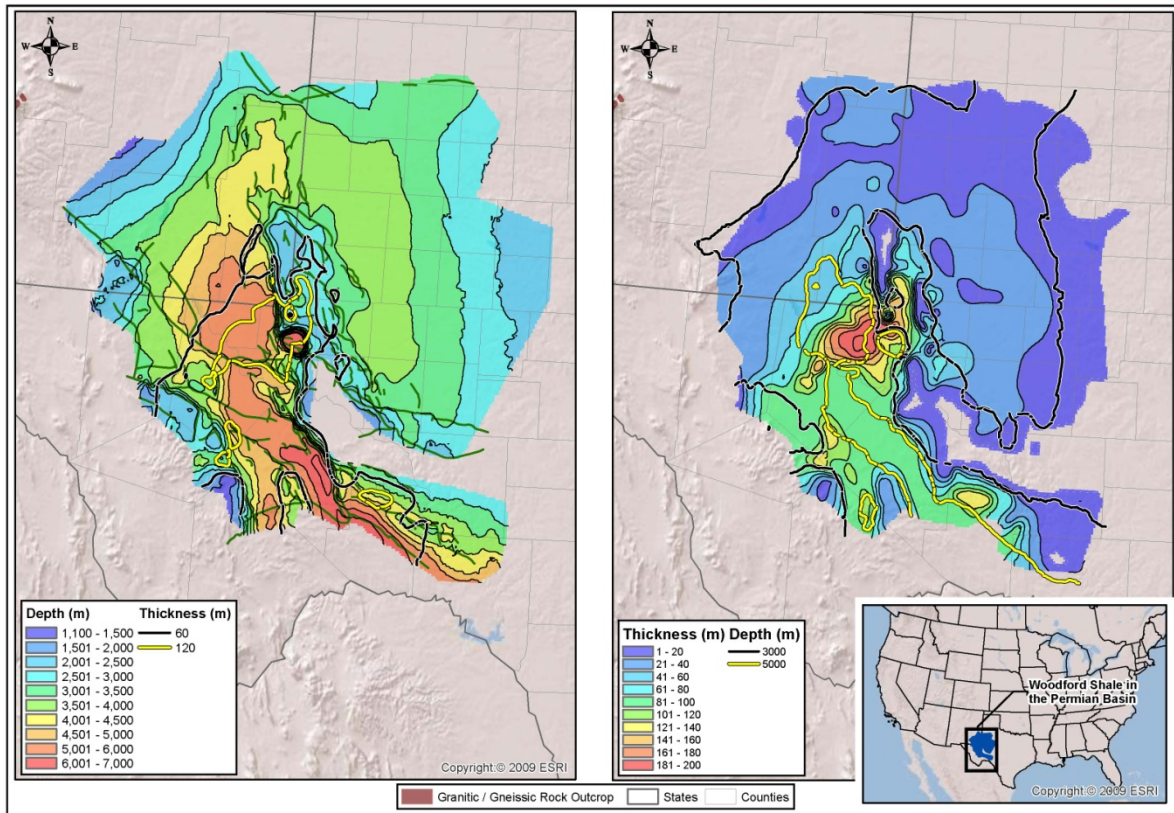 N
W E
S
Depth (m) Thickness (m)
1,100 - 1,500 60
1,501 - 2,000 120
2,001 - 2,500
2,501 - 3,000
3,001 - 3,500
3,501 - 4,000
4,001 - 4,500
4,501 - 5,000
5,001 - 6,000
6,001 - 7,000
Copyright:© 2009 ESRI
N
W E
S
Thickness (m) Depth (m)
1 - 20 3000
21 - 40 5000
41 - 60
61 - 80
81 - 100
101 - 120
121 - 140
141 - 160
161 - 180
181 - 200
Copyright:© 2009 ESRI
Woodford Shale in
the Permian Basin
Copyright:© 2009 ESRI
Granitic / Gneissic Rock Outcrop States Counties